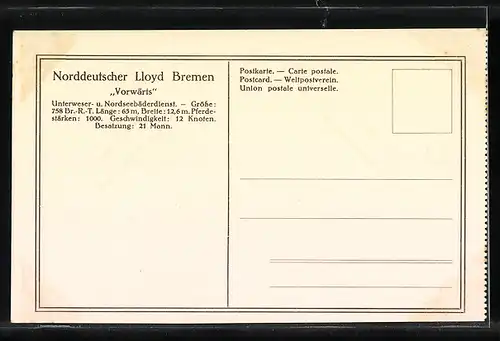 Norddeutscher Lloyd Bremen
„Vorwärts“
Unterweser- u. Nordseebäderdienst. — Größe:
758 Br.-R.-T. Länge: 63 m, Breite: 12,6 m. Pferde-
stärken: 1000. Geschwindigkeit: 12 Knoten.
Besatzung: 21 Mann.
Postkarte. — Carte postale.
Postcard. — Weltpostverein.
Union postale universelle.